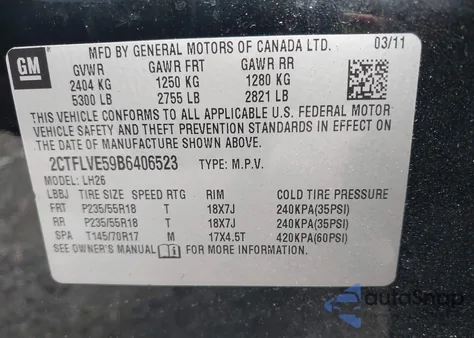 GM
MFD BY GENERAL MOTORS OF CANADA LTD. 03/11
GVWR GAWR FRT GAWR RR
2404 KG 1250 KG 1280 KG
5300 LB 2755 LB 2821 LB
THIS VEHICLE CONFORMS TO ALL APPLICABLE U.S. FEDERAL MOTOR
VEHICLE SAFETY AND THEFT PREVENTION STANDARDS IN EFFECT ON
THE DATE OF MANUFACTURE SHOWN ABOVE.
2CTFLVE59B6406523 TYPE: M.P.V.
MODEL: LH26
LBBJ TIRE SIZE SPEED RTG RIM COLD TIRE PRESSURE
FRT P235/55R18 T 18X7J 240KPA(35PSI)
RR P235/55R18 T 18X7J 240KPA(35PSI)
SPA T145/70R17 M 17X4.5T 420KPA(60PSI)
SEE OWNER'S MANUAL FOR MORE INFORMATION
autoSnap